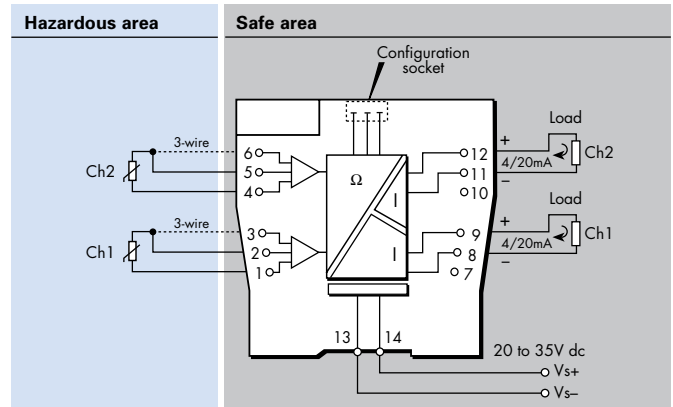 Hazardous area
Safe area
Configuration
socket
Load
3-wire
6
12
+
Ch2
5
11
4/20mA
Ch2
4
10
–
Ω
I
Load
3-wire
3
9
+
Ch1
2
8
4/20mA
Ch1
1
7
–
I
13
14
20 to 35V dc
Vs+
Vs–